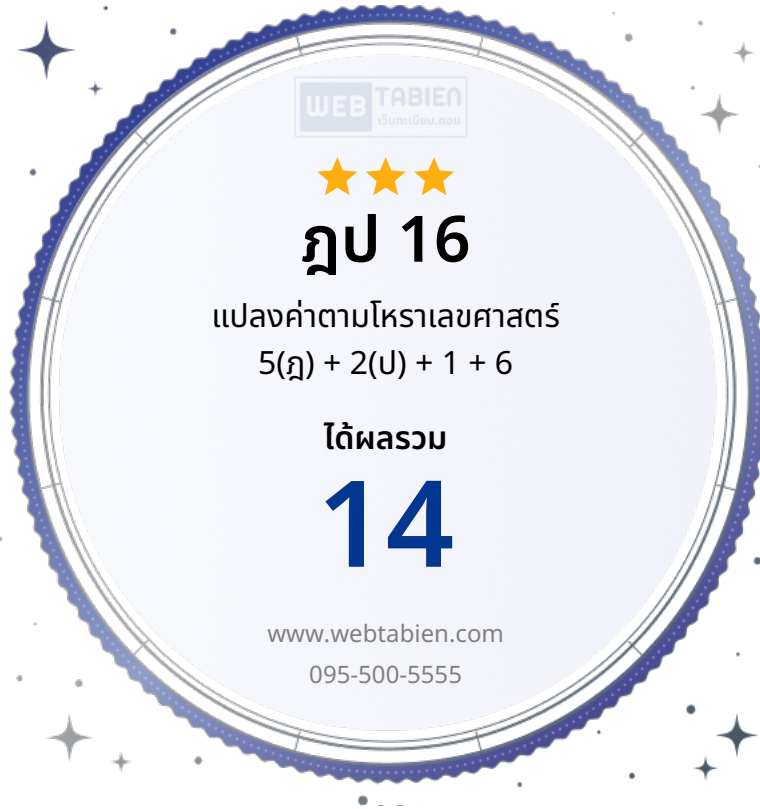 WEB TABIEN
เว็บทะเบียน.คอม
ฎป 16
แปลงค่าตามโหราเลขศาสตร์
5(ฎ) + 2(ป) + 1 + 6
ได้ผลรวม
14
www.webtabien.com
095-500-5555